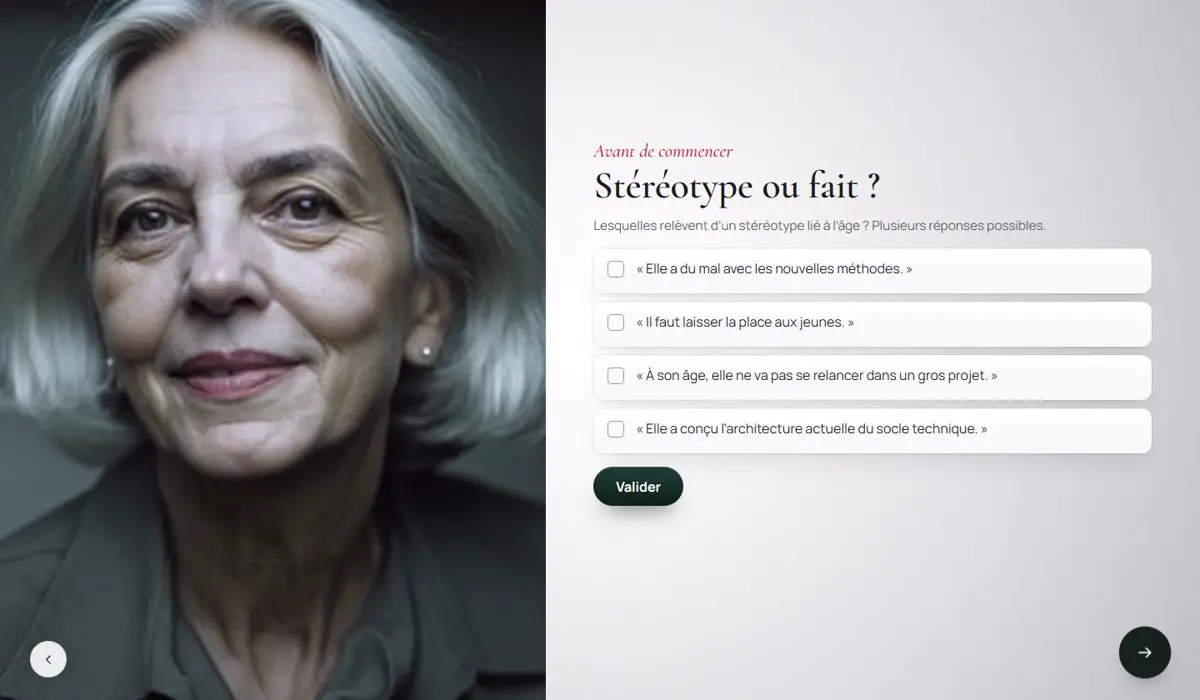 Avant de commencer
Stéréotype ou fait ?
Lesquelles relèvent d'un stéréotype lié à l'âge ? Plusieurs réponses possibles.
« Elle a du mal avec les nouvelles méthodes. »
« Il faut laisser la place aux jeunes. »
« À son âge, elle ne va pas se relancer dans un gros projet. »
« Elle a conçu l'architecture actuelle du socle technique. »
Valider